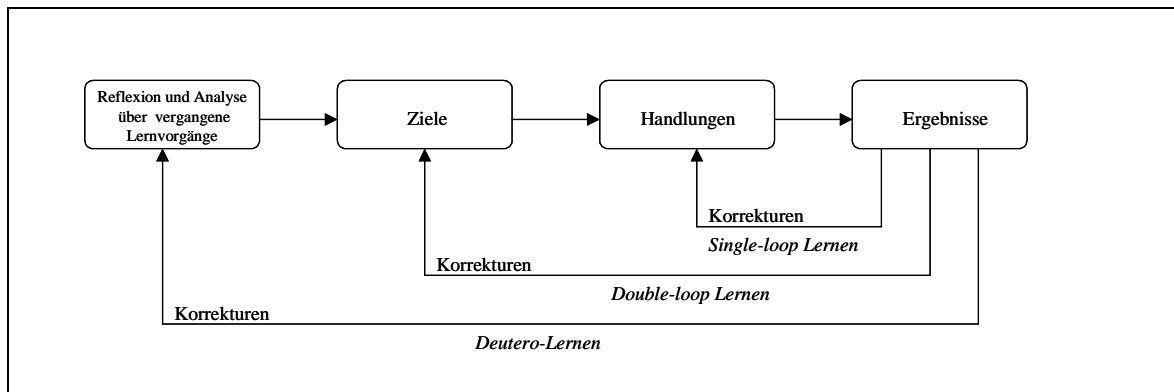 Reflexion und Analyse
über vergangene
Lernvorgänge
Ziele
Handlungen
Ergebnisse
Korrekturen
Single-loop Lernen
Korrekturen
Double-loop Lernen
Korrekturen
Deutero-Lernen